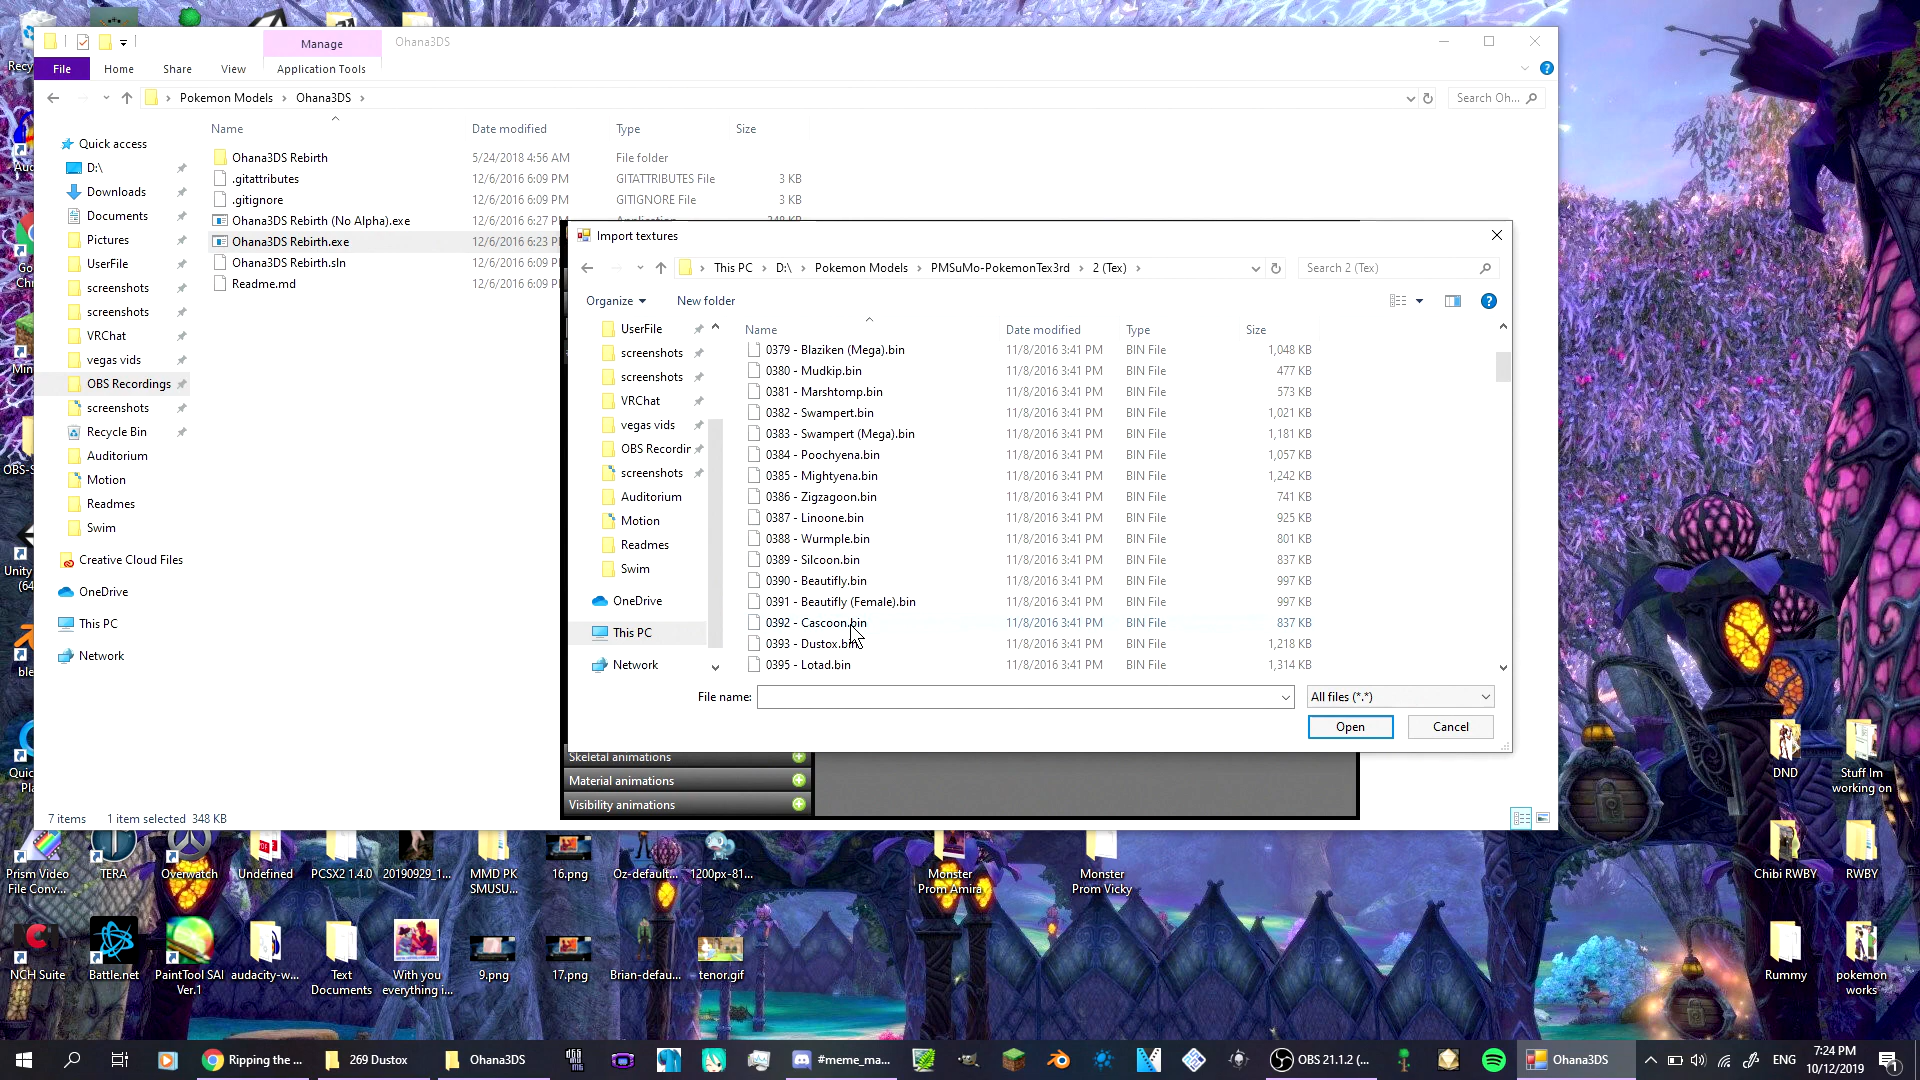 Manage
Ohana3DS
File
Home
Share
View
Application Tools
Pokemon Models
Ohana3DS
Search Oh...
Name
Date modified
Type
Size
Quick access
D:\
Downloads
Documents
Pictures
UserFile
screenshots
screenshots
VRChat
vegas vids
OBS Recordings
screenshots
Recycle Bin
Auditorium
Motion
Readmes
Swim
Creative Cloud Files
OneDrive
This PC
Network
Ohana3DS Rebirth 5/24/2018 4:56 AM File folder
.gitattributes 12/6/2016 6:09 PM GITATTRIBUTES File 3 KB
.gitignore 12/6/2016 6:09 PM GITIGNORE File 3 KB
Ohana3DS Rebirth (No Alpha).exe 12/6/2016 6:27 PM Application 348 KB
Ohana3DS Rebirth.exe 12/6/2016 6:23 P
Ohana3DS Rebirth.sln 12/6/2016 6:09 P
Readme.md 12/6/2016 6:09 P
7 items 1 item selected 348 KB
Import textures
This PC
D:\
Pokemon Models
PMSuMo-PokemonTex3rd
2 (Tex)
Search 2 (Tex)
Organize
New folder
UserFile
screenshots
screenshots
VRChat
vegas vids
OBS Recordin
screenshots
Auditorium
Motion
Readmes
Swim
OneDrive
This PC
Network
Name Date modified Type Size
0379 - Blaziken (Mega).bin 11/8/2016 3:41 PM BIN File 1,048 KB
0380 - Mudkip.bin 11/8/2016 3:41 PM BIN File 477 KB
0381 - Marshtomp.bin 11/8/2016 3:41 PM BIN File 573 KB
0382 - Swampert.bin 11/8/2016 3:41 PM BIN File 1,021 KB
0383 - Swampert (Mega).bin 11/8/2016 3:41 PM BIN File 1,181 KB
0384 - Poochyena.bin 11/8/2016 3:41 PM BIN File 1,057 KB
0385 - Mightyena.bin 11/8/2016 3:41 PM BIN File 1,242 KB
0386 - Zigzagoon.bin 11/8/2016 3:41 PM BIN File 741 KB
0387 - Linoone.bin 11/8/2016 3:41 PM BIN File 925 KB
0388 - Wurmple.bin 11/8/2016 3:41 PM BIN File 801 KB
0389 - Silcoon.bin 11/8/2016 3:41 PM BIN File 837 KB
0390 - Beautifly.bin 11/8/2016 3:41 PM BIN File 997 KB
0391 - Beautifly (Female).bin 11/8/2016 3:41 PM BIN File 997 KB
0392 - Cascoon.bin 11/8/2016 3:41 PM BIN File 837 KB
0393 - Dustox.bin 11/8/2016 3:41 PM BIN File 1,218 KB
0395 - Lotad.bin 11/8/2016 3:41 PM BIN File 1,314 KB
File name:
All files (*.*)
Open
Cancel
Skeletal animations
Material animations
Visibility animations
DND
Stuff Im
working on
Chibi RWBY
RWBY
Rummy
pokemon
works
Prism Video
File Conv...
TERA
Overwatch
Undefined
PCSX2 1.4.0
20190929_1...
MMD PK
SMUSU...
16.png
Oz-default...
1200px-81...
Monster
Prom Amira
Monster
Prom Vicky
NCH Suite
Battle.net
PaintTool SAI
Ver.1
audacity-w...
Text
Documents
With you
everything i...
9.png
17.png
Brian-defau...
tenor.gif
Ripping the ...
269 Dustox
Ohana3DS
#meme_ma...
OBS 21.1.2 (...
Ohana3DS
ENG
7:24 PM
10/12/2019